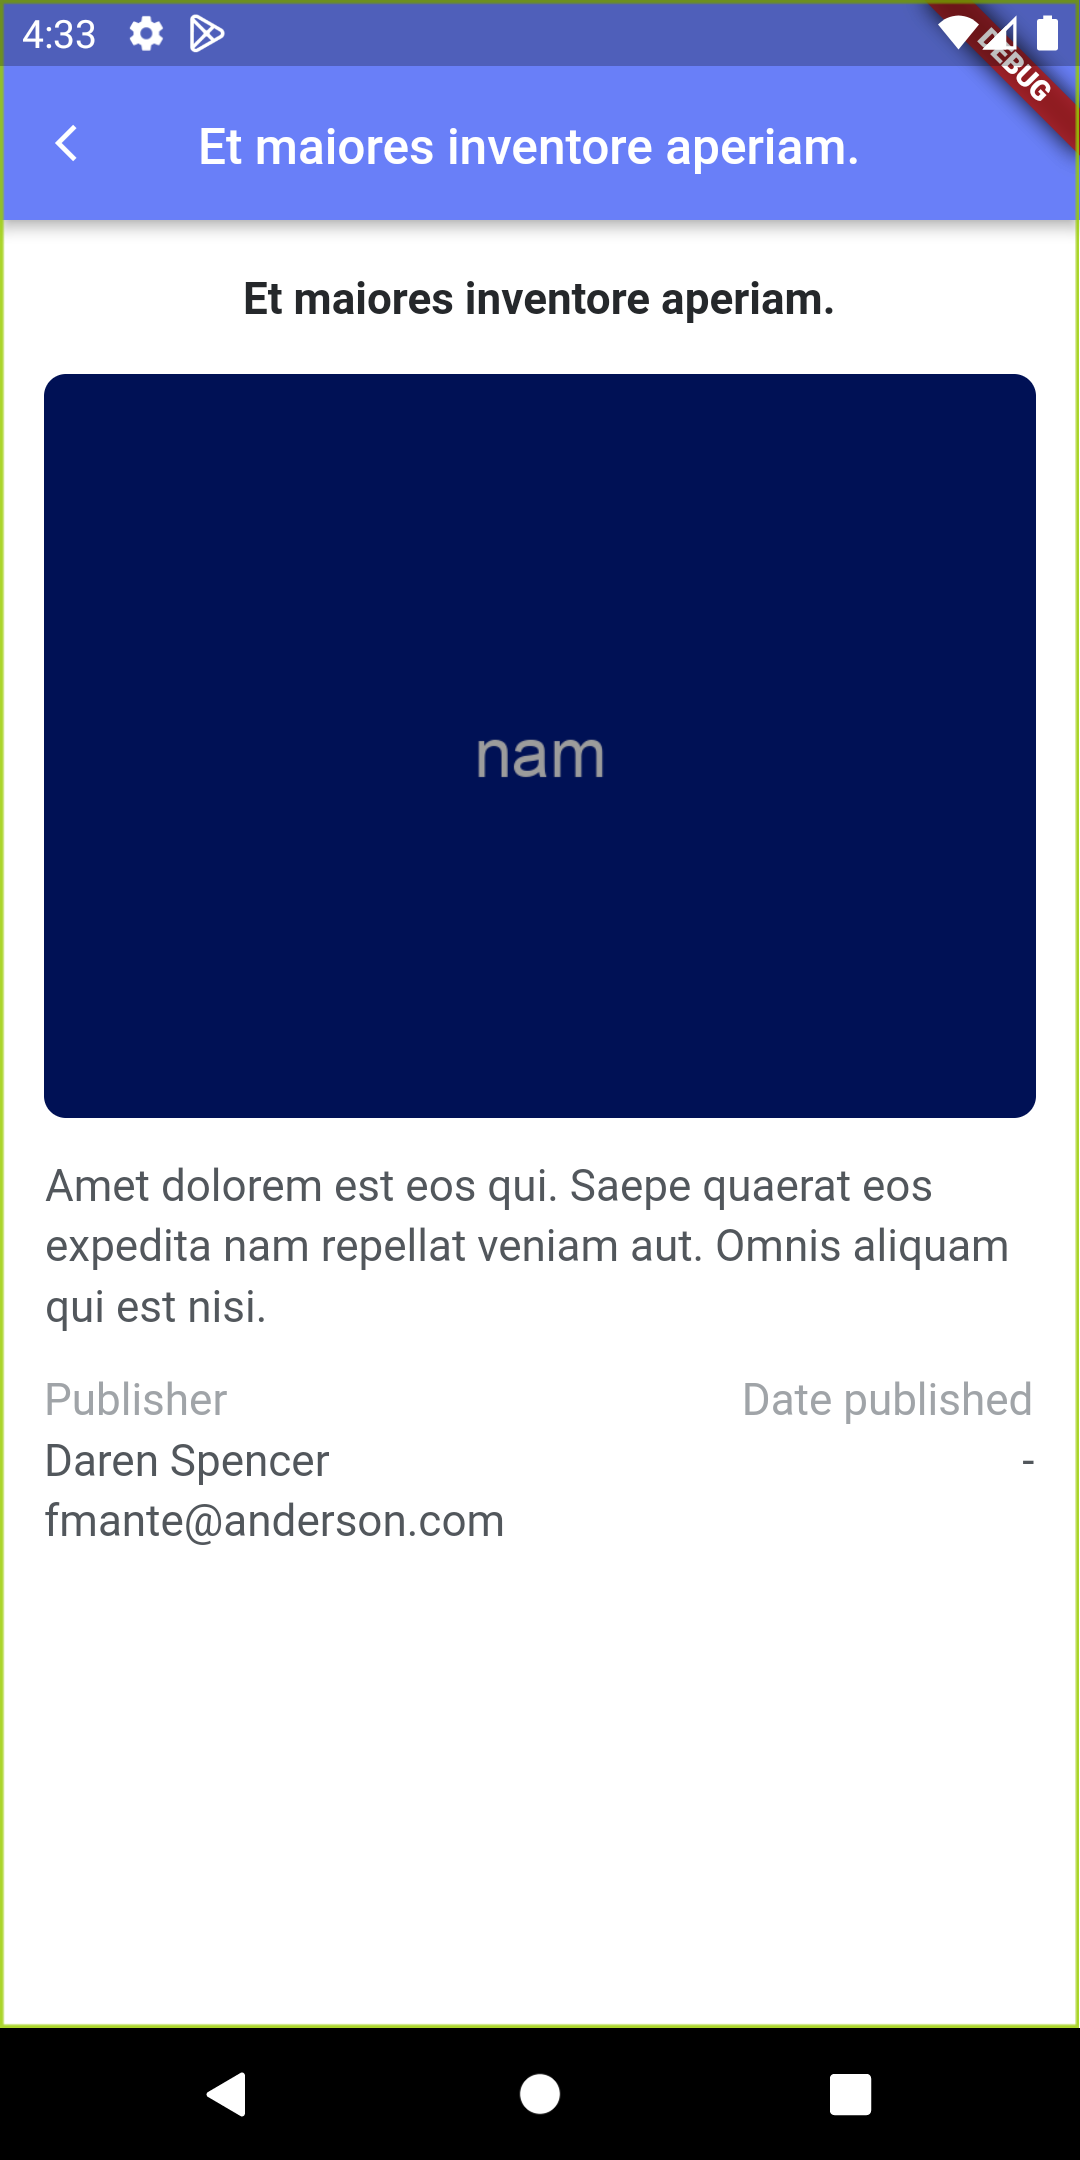 4:33
DEBUG
Et maiores inventore aperiam.
Et maiores inventore aperiam.
nam
Amet dolorem est eos qui. Saepe quaerat eos
expedita nam repellat veniam aut. Omnis aliquam
qui est nisi.
Publisher Date published
Daren Spencer -
fmante@anderson.com